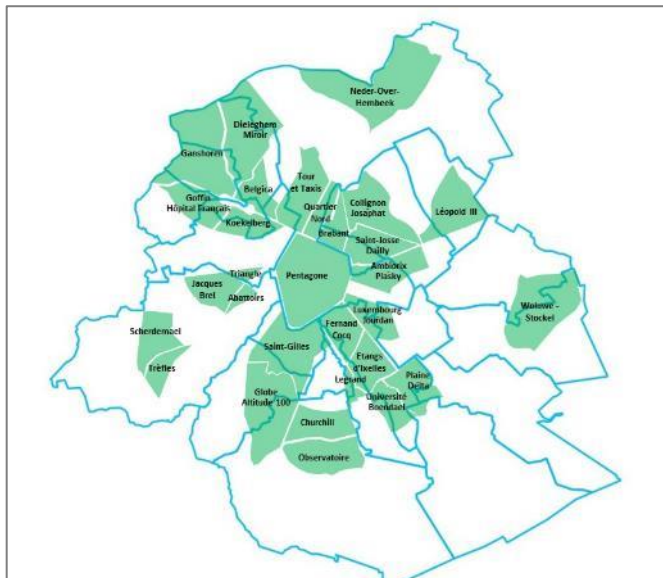 Neder-Over-
Hembeek
Dieleghem
Miroir
Ganshoren
Tour
et Taxis
Belgica
Goffin
Hôpital Français
Quartier
Nord
Collignon
Josaphat
Léopold III
Koekelberg
Brabant
Saint-Josse
Dailly
Ambiorix
Plasky
Triangle
Pentagone
Jacques
Brel
Abattoirs
Woluwe -
Stockel
Luxembourg
Jourdan
Scherdemael
Fernand
Cocq
Saint-Gilles
Etangs
d'Ixelles
Trèfles
Plaine
Delta
Legrand
Globe
Altitude 100
Université
Boendael
Churchill
Observatoire